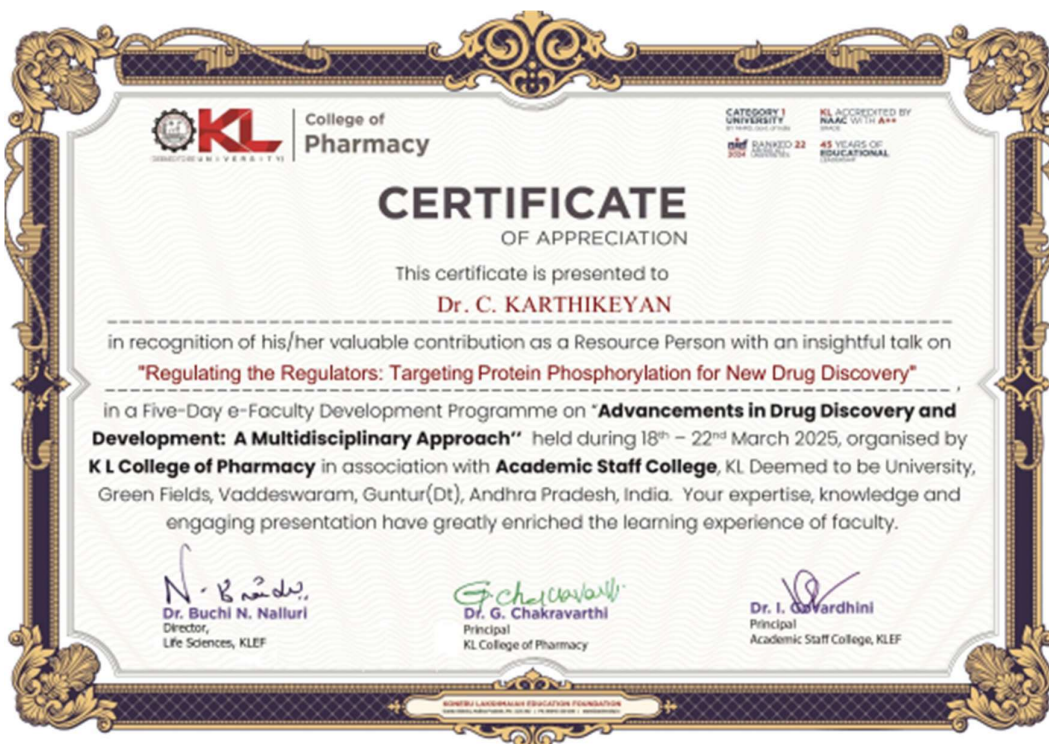 KL
UNIVERSITY
College of
Pharmacy
CATEGORY 1
UNIVERSITY
KL ACCREDITED BY
NAAC WITH A++
RANKED 22
2024
UNIVERSITIES
45 YEARS OF
EDUCATIONAL
LEADERSHIP
CERTIFICATE
OF APPRECIATION
This certificate is presented to
Dr. C. KARTHIKEYAN
in recognition of his/her valuable contribution as a Resource Person with an insightful talk on
"Regulating the Regulators: Targeting Protein Phosphorylation for New Drug Discovery"
,
in a Five-Day e-Faculty Development Programme on "Advancements in Drug Discovery and
Development: A Multidisciplinary Approach'' held during 18th – 22nd March 2025, organised by
K L College of Pharmacy in association with Academic Staff College, KL Deemed to be University,
Green Fields, Vaddeswaram, Guntur(Dt), Andhra Pradesh, India. Your expertise, knowledge and
engaging presentation have greatly enriched the learning experience of faculty.
Dr. Buchi N. Nalluri
Director,
Life Sciences, KLEF
G. Chakravarthi
Dr. G. Chakravarthi
Principal
KL College of Pharmacy
Dr. I. Govardhini
Principal
Academic Staff College, KLEF
KONERU LAKSHMAIAH EDUCATION FOUNDATION